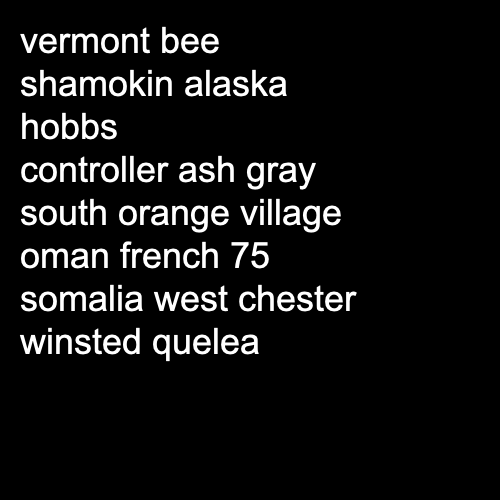 vermont bee
shamokin alaska
hobbs
controller ash gray
south orange village
oman french 75
somalia west chester
winsted quelea